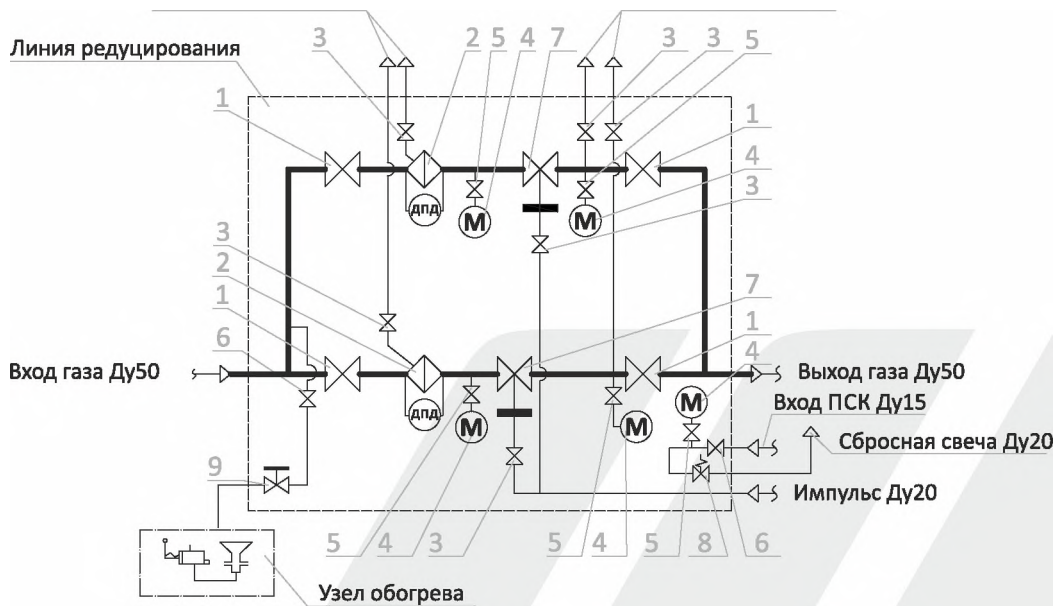 3 2 5 4 7 3 3 5
Линия редуцирования
1 1
3 4
ДПД М М 3
3
2 7
1 1
6 4
Вход газа Ду50 Выход газа Ду50
М Вход ПСК Ду15
ДПД М М Сбросная свеча Ду20
9 Импульс Ду20
5 4 3 5 4 5 8 6
Узел обогрева